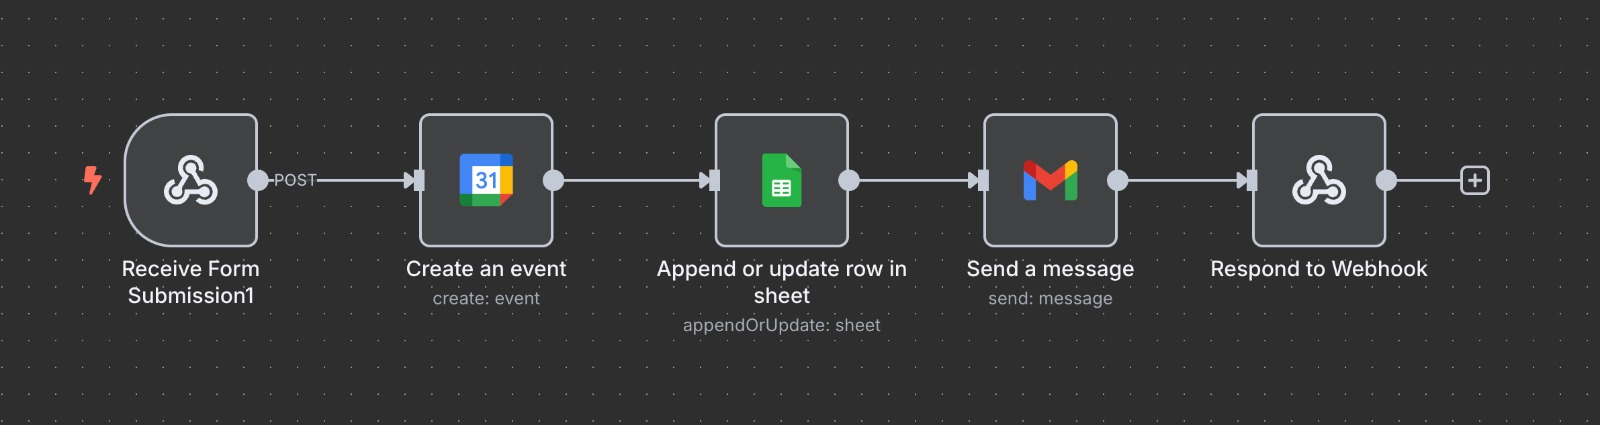 POST
31
Receive Form
Submission1
Create an event
create: event
Append or update row in
sheet
appendOrUpdate: sheet
Send a message
send: message
Respond to Webhook